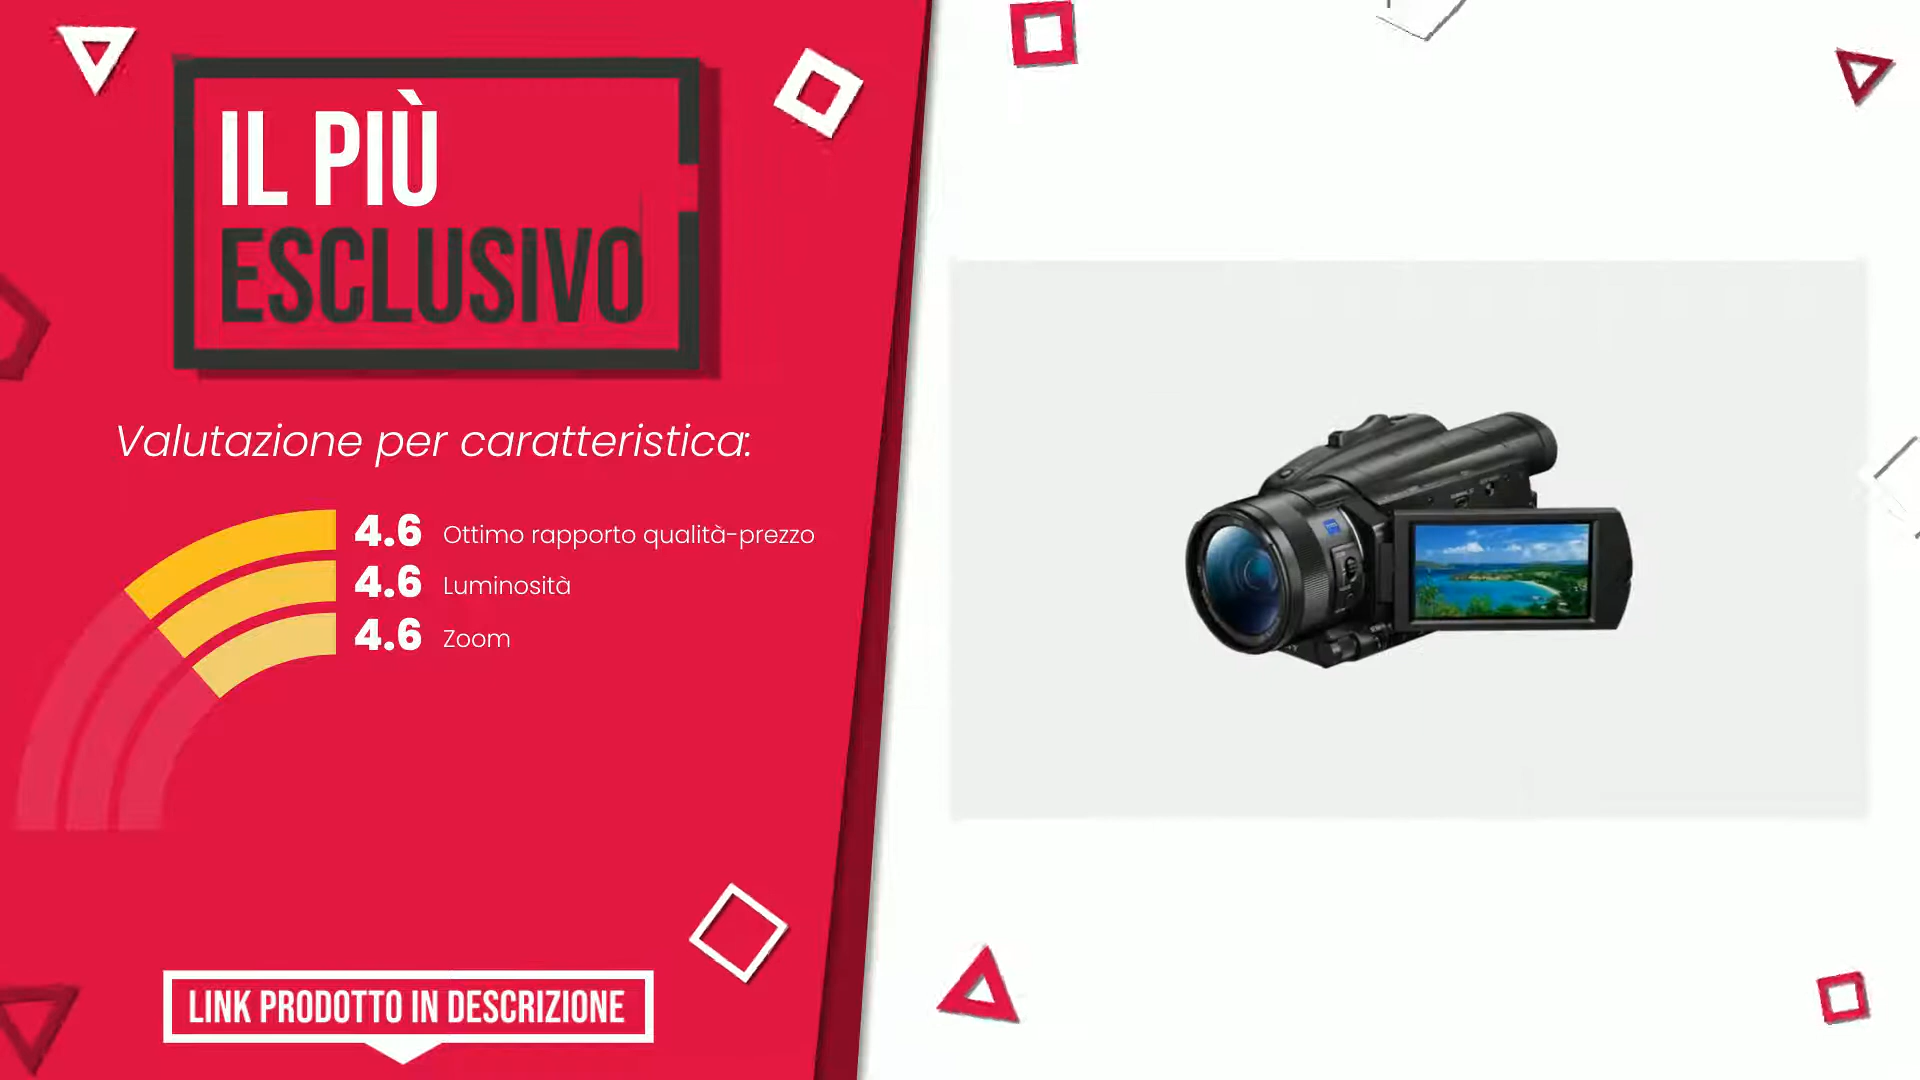 IL PIÙ
ESCLUSIVO
Valutazione per caratteristica:
4.6 Ottimo rapporto qualità-prezzo
4.6 Luminosità
4.6 Zoom
LINK PRODOTTO IN DESCRIZIONE